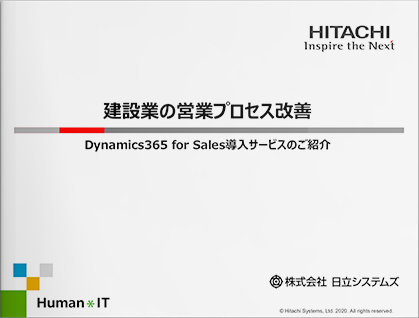 HITACHI
Inspire the Next
建設業の営業プロセス改善
Dynamics365 for Sales導入サービスのご紹介
株式会社 日立システムズ
Human*IT
© Hitachi Systems, Ltd. 2020. All rights reserved.